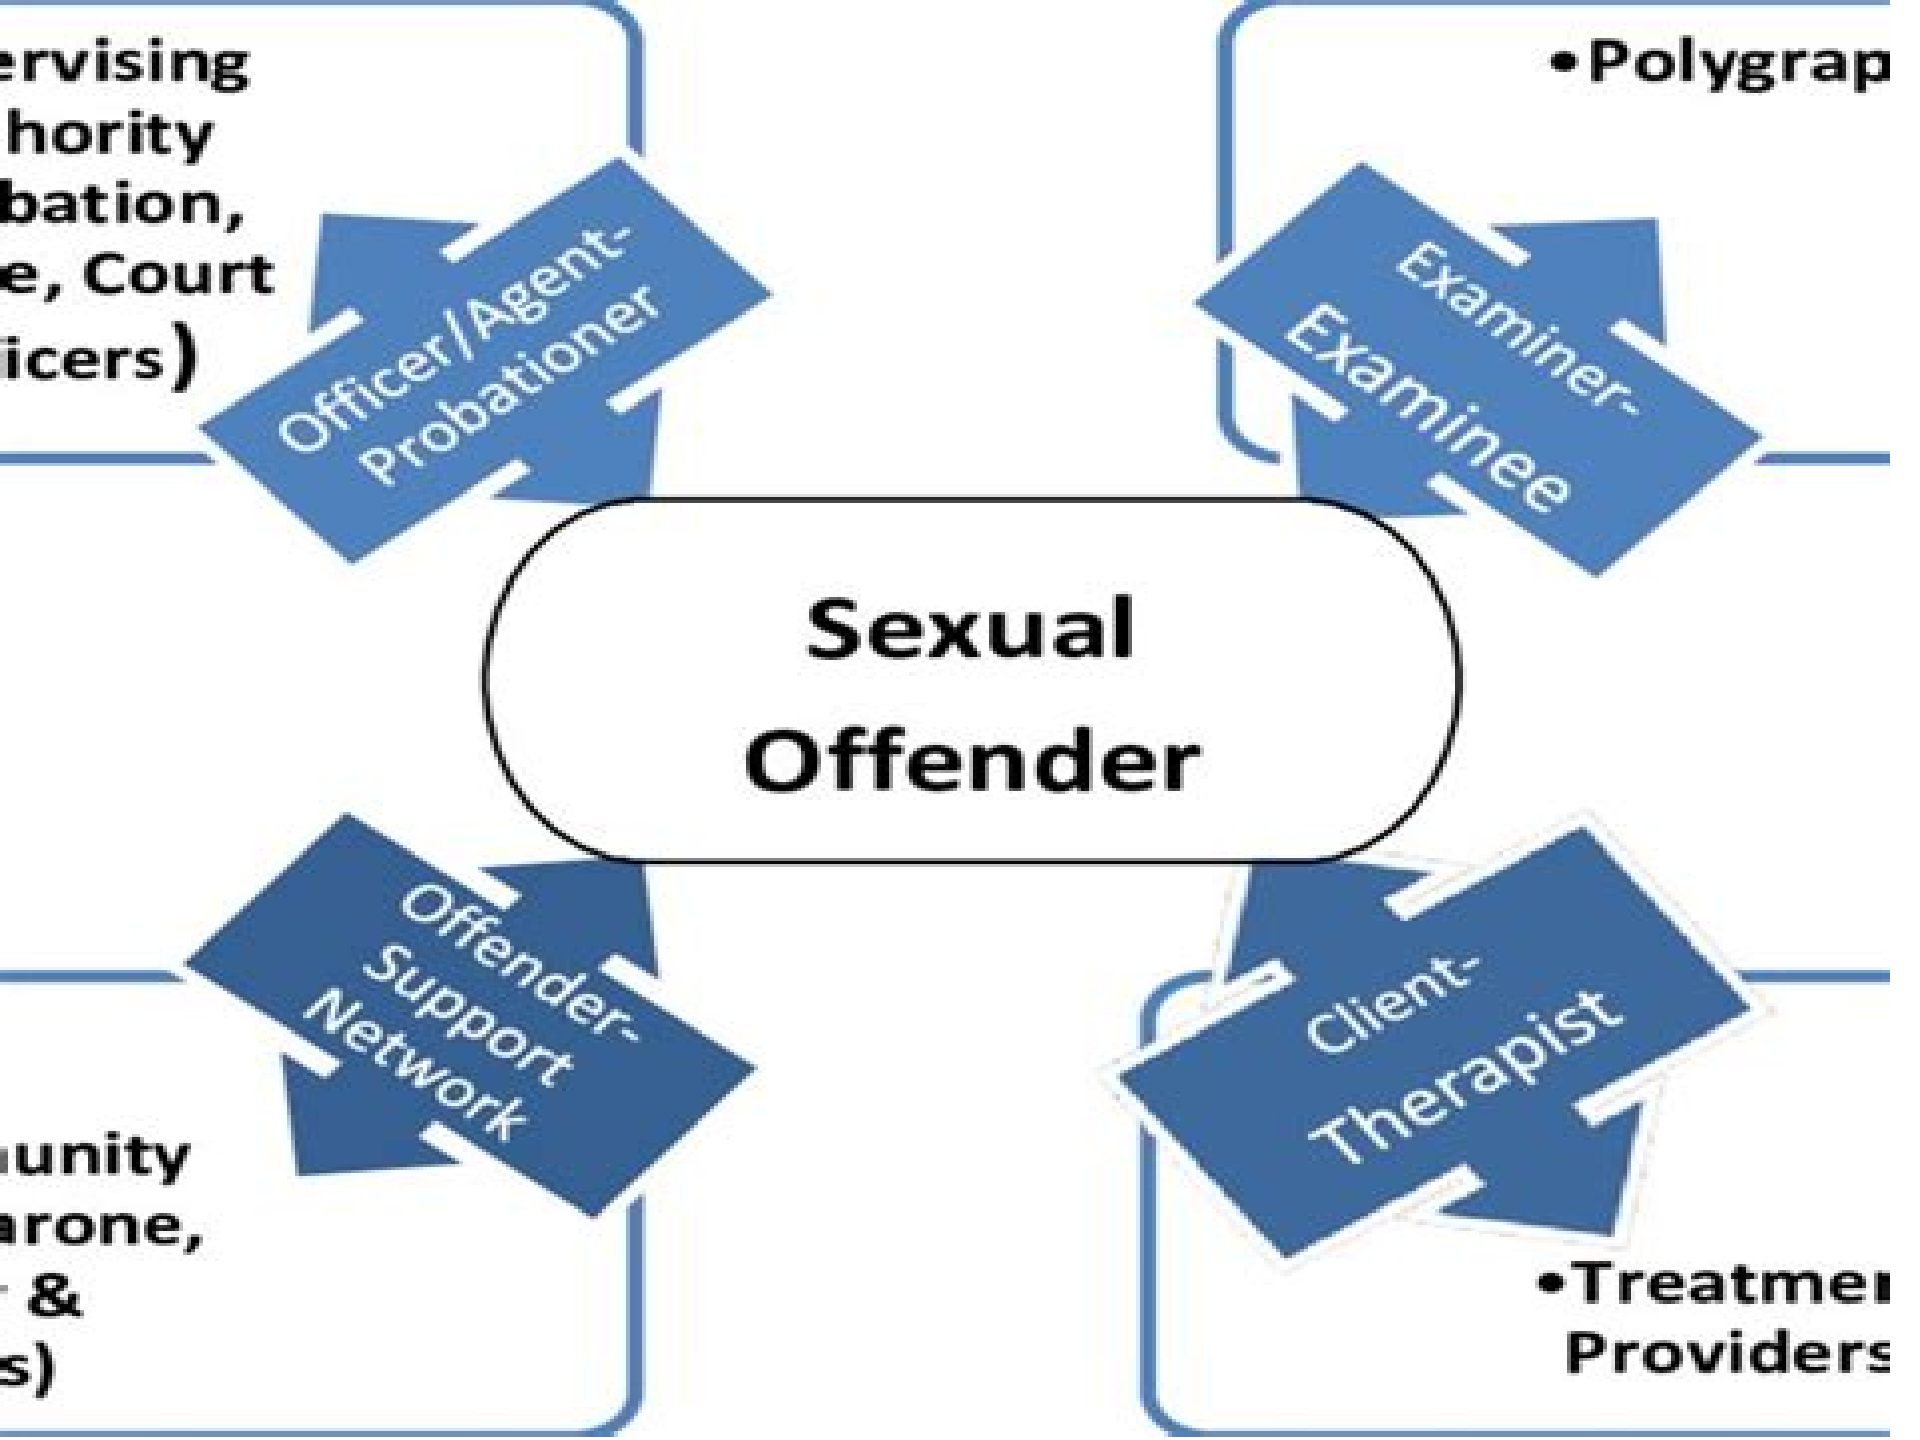 ervising
hority
bation,
e, Court
icers)
Officer/Agent-
Probationer
•Polygrap
Examiner-
Examinee
Sexual
Offender
Offender-
Support
Network
unity
arone,
&
s)
Client-
Therapist
•Treatmen
Providers